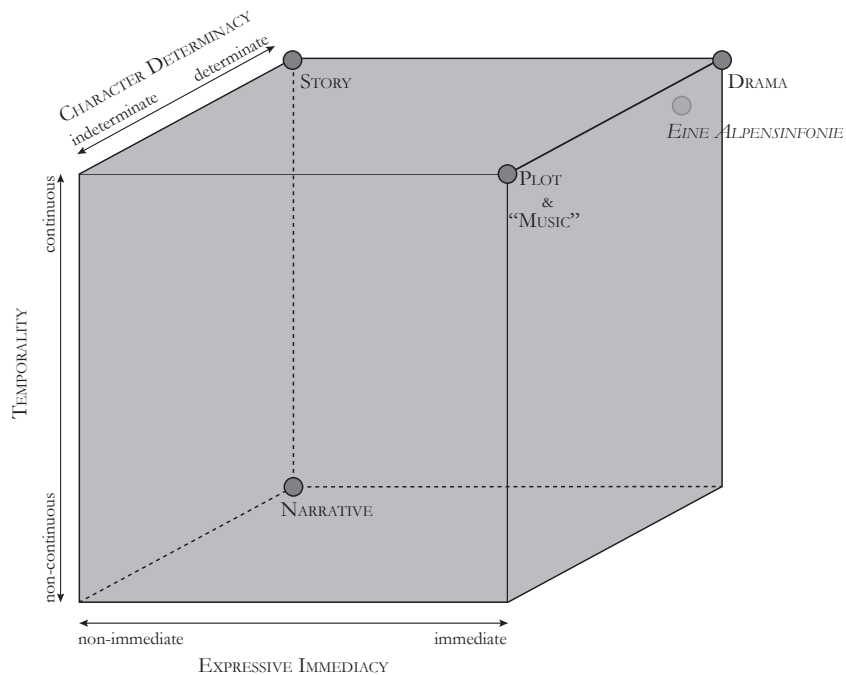 CHARACTER DETERMINACY
determinate
indeterminate
STORY
DRAMA
EINE ALPENSINFONIE
PLOT
&
“MUSIC”
continuous
TEMPORALITY
non-continuous
NARRATIVE
non-immediate
immediate
EXPRESSIVE IMMEDIACY